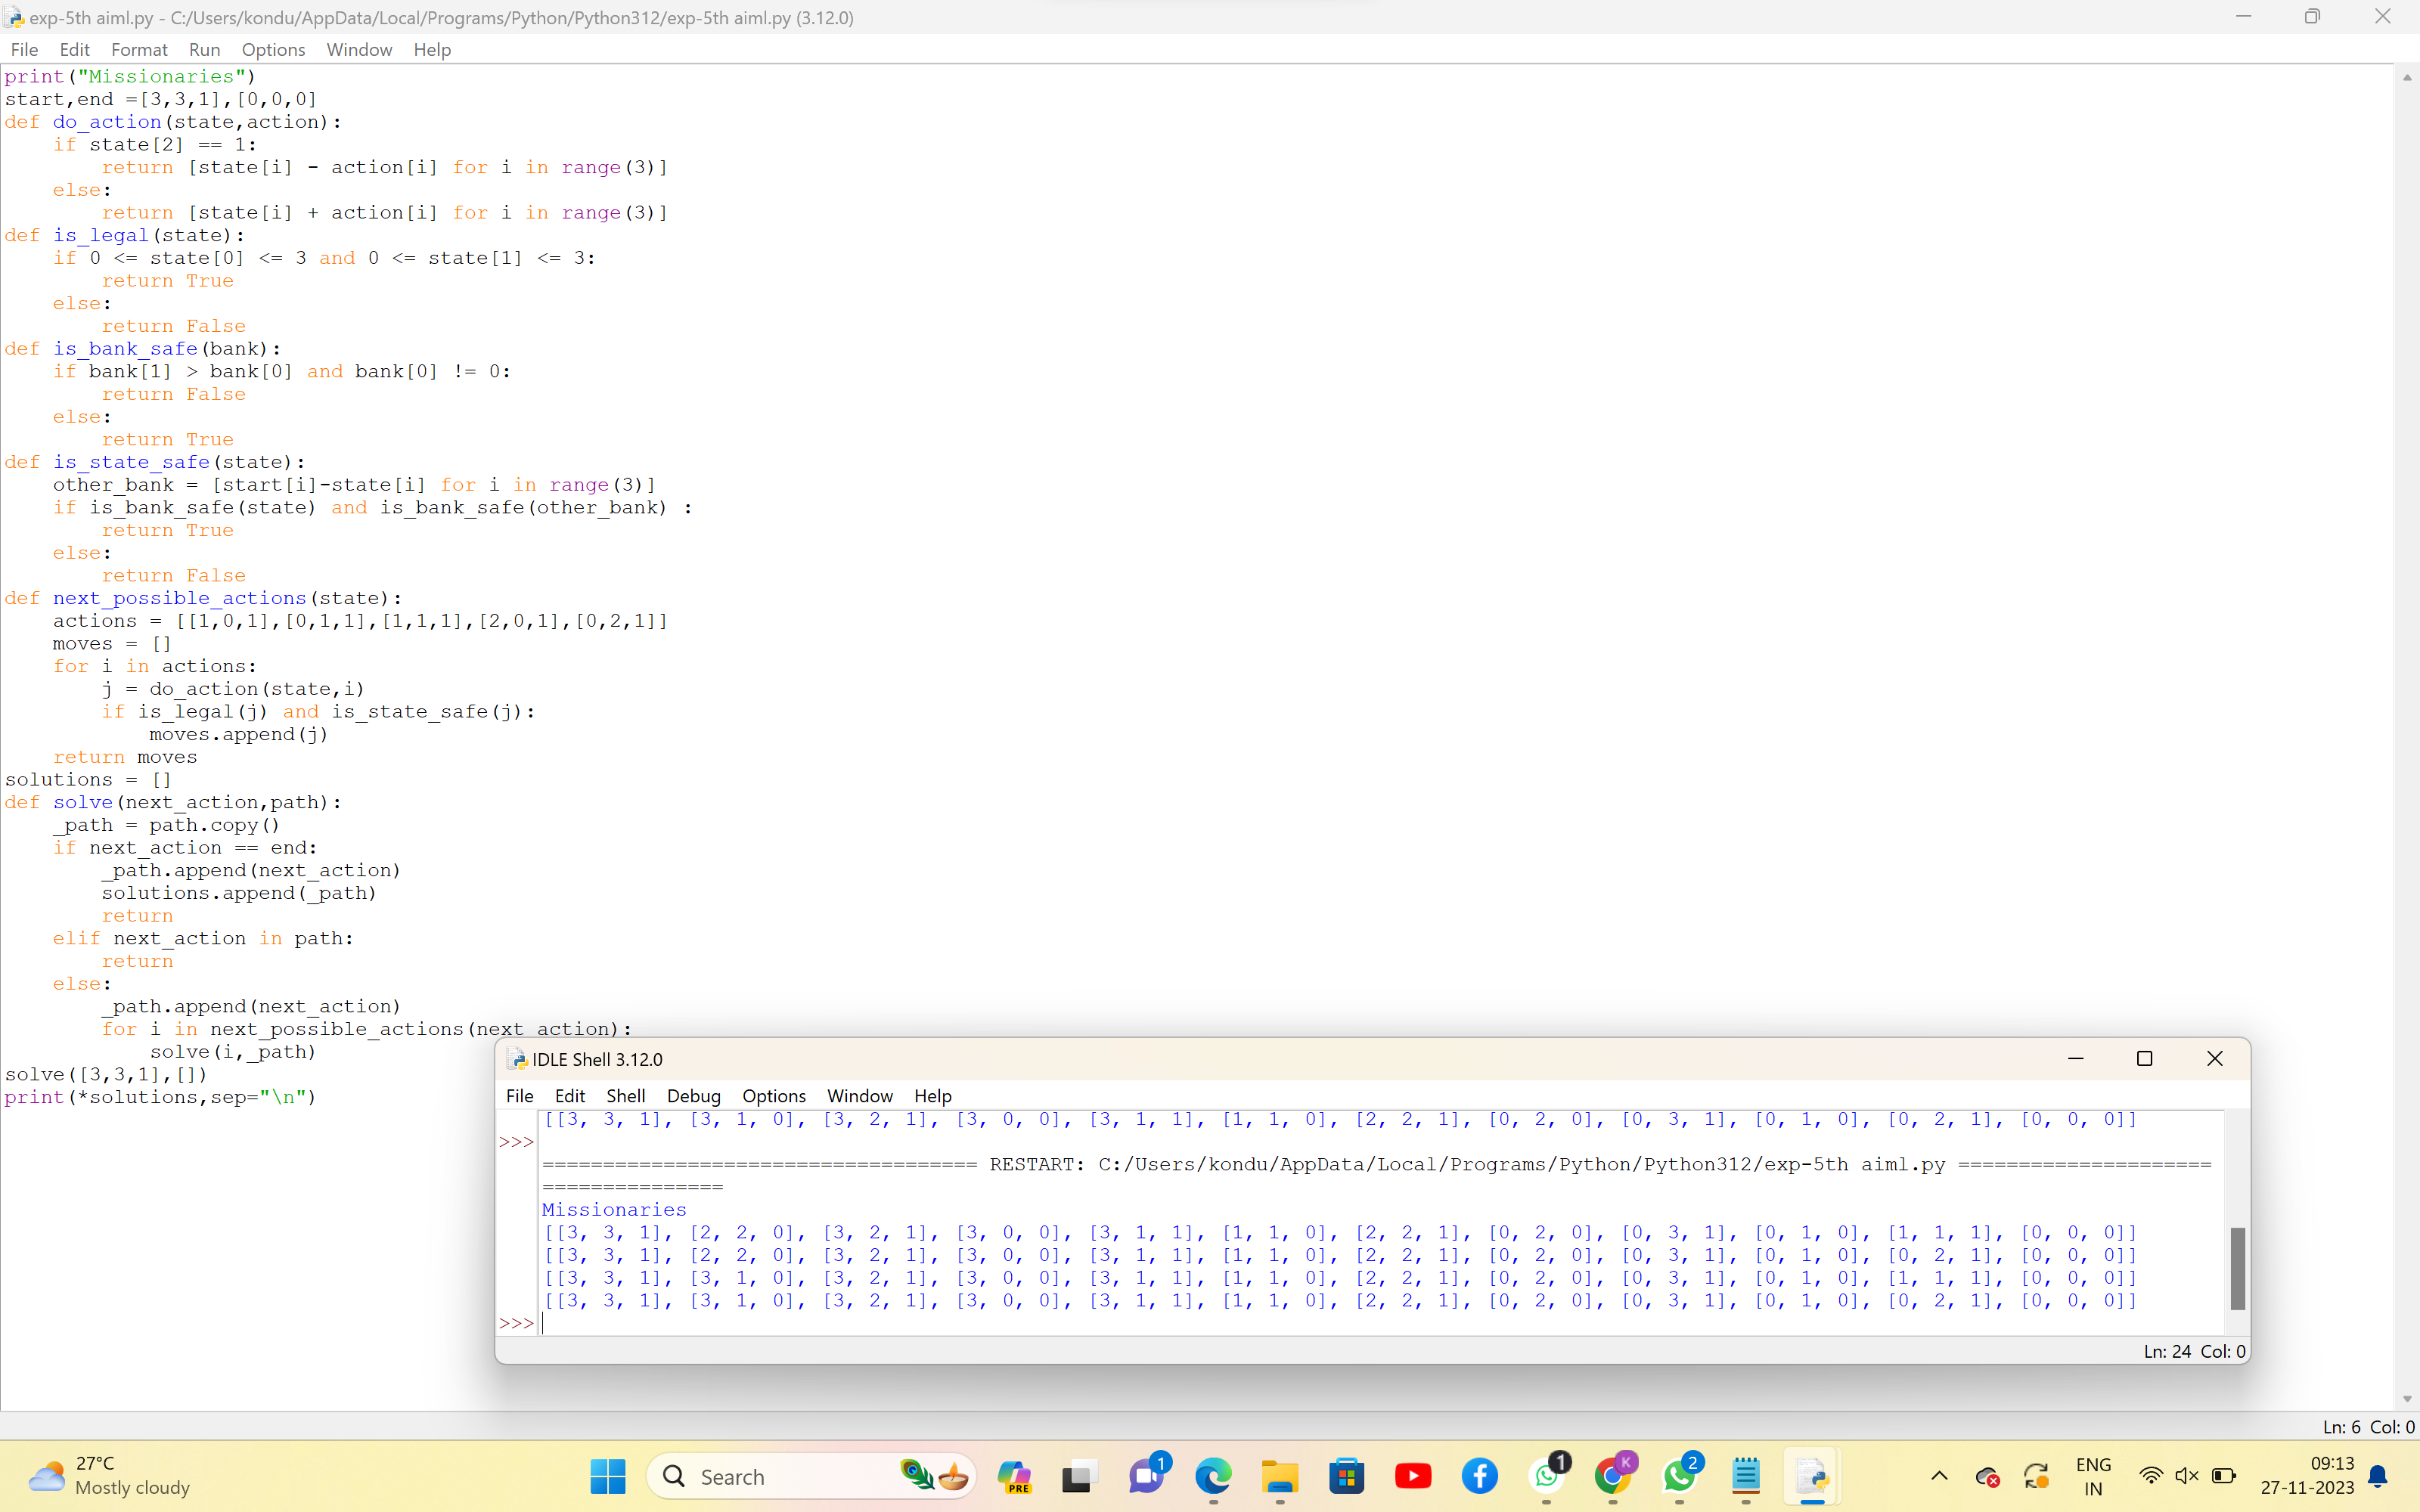 exp-5th aiml.py - C:/Users/kondu/AppData/Local/Programs/Python/Python312/exp-5th aiml.py (3.12.0)
File Edit Format Run Options Window Help
print("Missionaries")
start,end =[3,3,1],[0,0,0]
def do_action(state,action):
    if state[2] == 1:
        return [state[i] - action[i] for i in range(3)]
    else:
        return [state[i] + action[i] for i in range(3)]
def is_legal(state):
    if 0 <= state[0] <= 3 and 0 <= state[1] <= 3:
        return True
    else:
        return False
def is_bank_safe(bank):
    if bank[1] > bank[0] and bank[0] != 0:
        return False
    else:
        return True
def is_state_safe(state):
    other_bank = [start[i]-state[i] for i in range(3)]
    if is_bank_safe(state) and is_bank_safe(other_bank) :
        return True
    else:
        return False
def next_possible_actions(state):
    actions = [[1,0,1],[0,1,1],[1,1,1],[2,0,1],[0,2,1]]
    moves = []
    for i in actions:
        j = do_action(state,i)
        if is_legal(j) and is_state_safe(j):
            moves.append(j)
    return moves
solutions = []
def solve(next_action,path):
    _path = path.copy()
    if next_action == end:
        _path.append(next_action)
        solutions.append(_path)
        return
    elif next_action in path:
        return
    else:
        _path.append(next_action)
        for i in next_possible_actions(next_action):
            solve(i,_path)
solve([3,3,1],[])
print(*solutions,sep="\n")
IDLE Shell 3.12.0
File Edit Shell Debug Options Window Help
[[3, 3, 1], [3, 1, 0], [3, 2, 1], [3, 0, 0], [3, 1, 1], [1, 1, 0], [2, 2, 1], [0, 2, 0], [0, 3, 1], [0, 1, 0], [0, 2, 1], [0, 0, 0]]
>>>
==================================== RESTART: C:/Users/kondu/AppData/Local/Programs/Python/Python312/exp-5th aiml.py =====================
===============
Missionaries
[[3, 3, 1], [2, 2, 0], [3, 2, 1], [3, 0, 0], [3, 1, 1], [1, 1, 0], [2, 2, 1], [0, 2, 0], [0, 3, 1], [0, 1, 0], [1, 1, 1], [0, 0, 0]]
[[3, 3, 1], [2, 2, 0], [3, 2, 1], [3, 0, 0], [3, 1, 1], [1, 1, 0], [2, 2, 1], [0, 2, 0], [0, 3, 1], [0, 1, 0], [0, 2, 1], [0, 0, 0]]
[[3, 3, 1], [3, 1, 0], [3, 2, 1], [3, 0, 0], [3, 1, 1], [1, 1, 0], [2, 2, 1], [0, 2, 0], [0, 3, 1], [0, 1, 0], [1, 1, 1], [0, 0, 0]]
[[3, 3, 1], [3, 1, 0], [3, 2, 1], [3, 0, 0], [3, 1, 1], [1, 1, 0], [2, 2, 1], [0, 2, 0], [0, 3, 1], [0, 1, 0], [0, 2, 1], [0, 0, 0]]
>>>
Ln: 24 Col: 0
Ln: 6 Col: 0
27°C
Mostly cloudy
Search
PRE
1
1
K
2
ENG
IN
09:13
27-11-2023